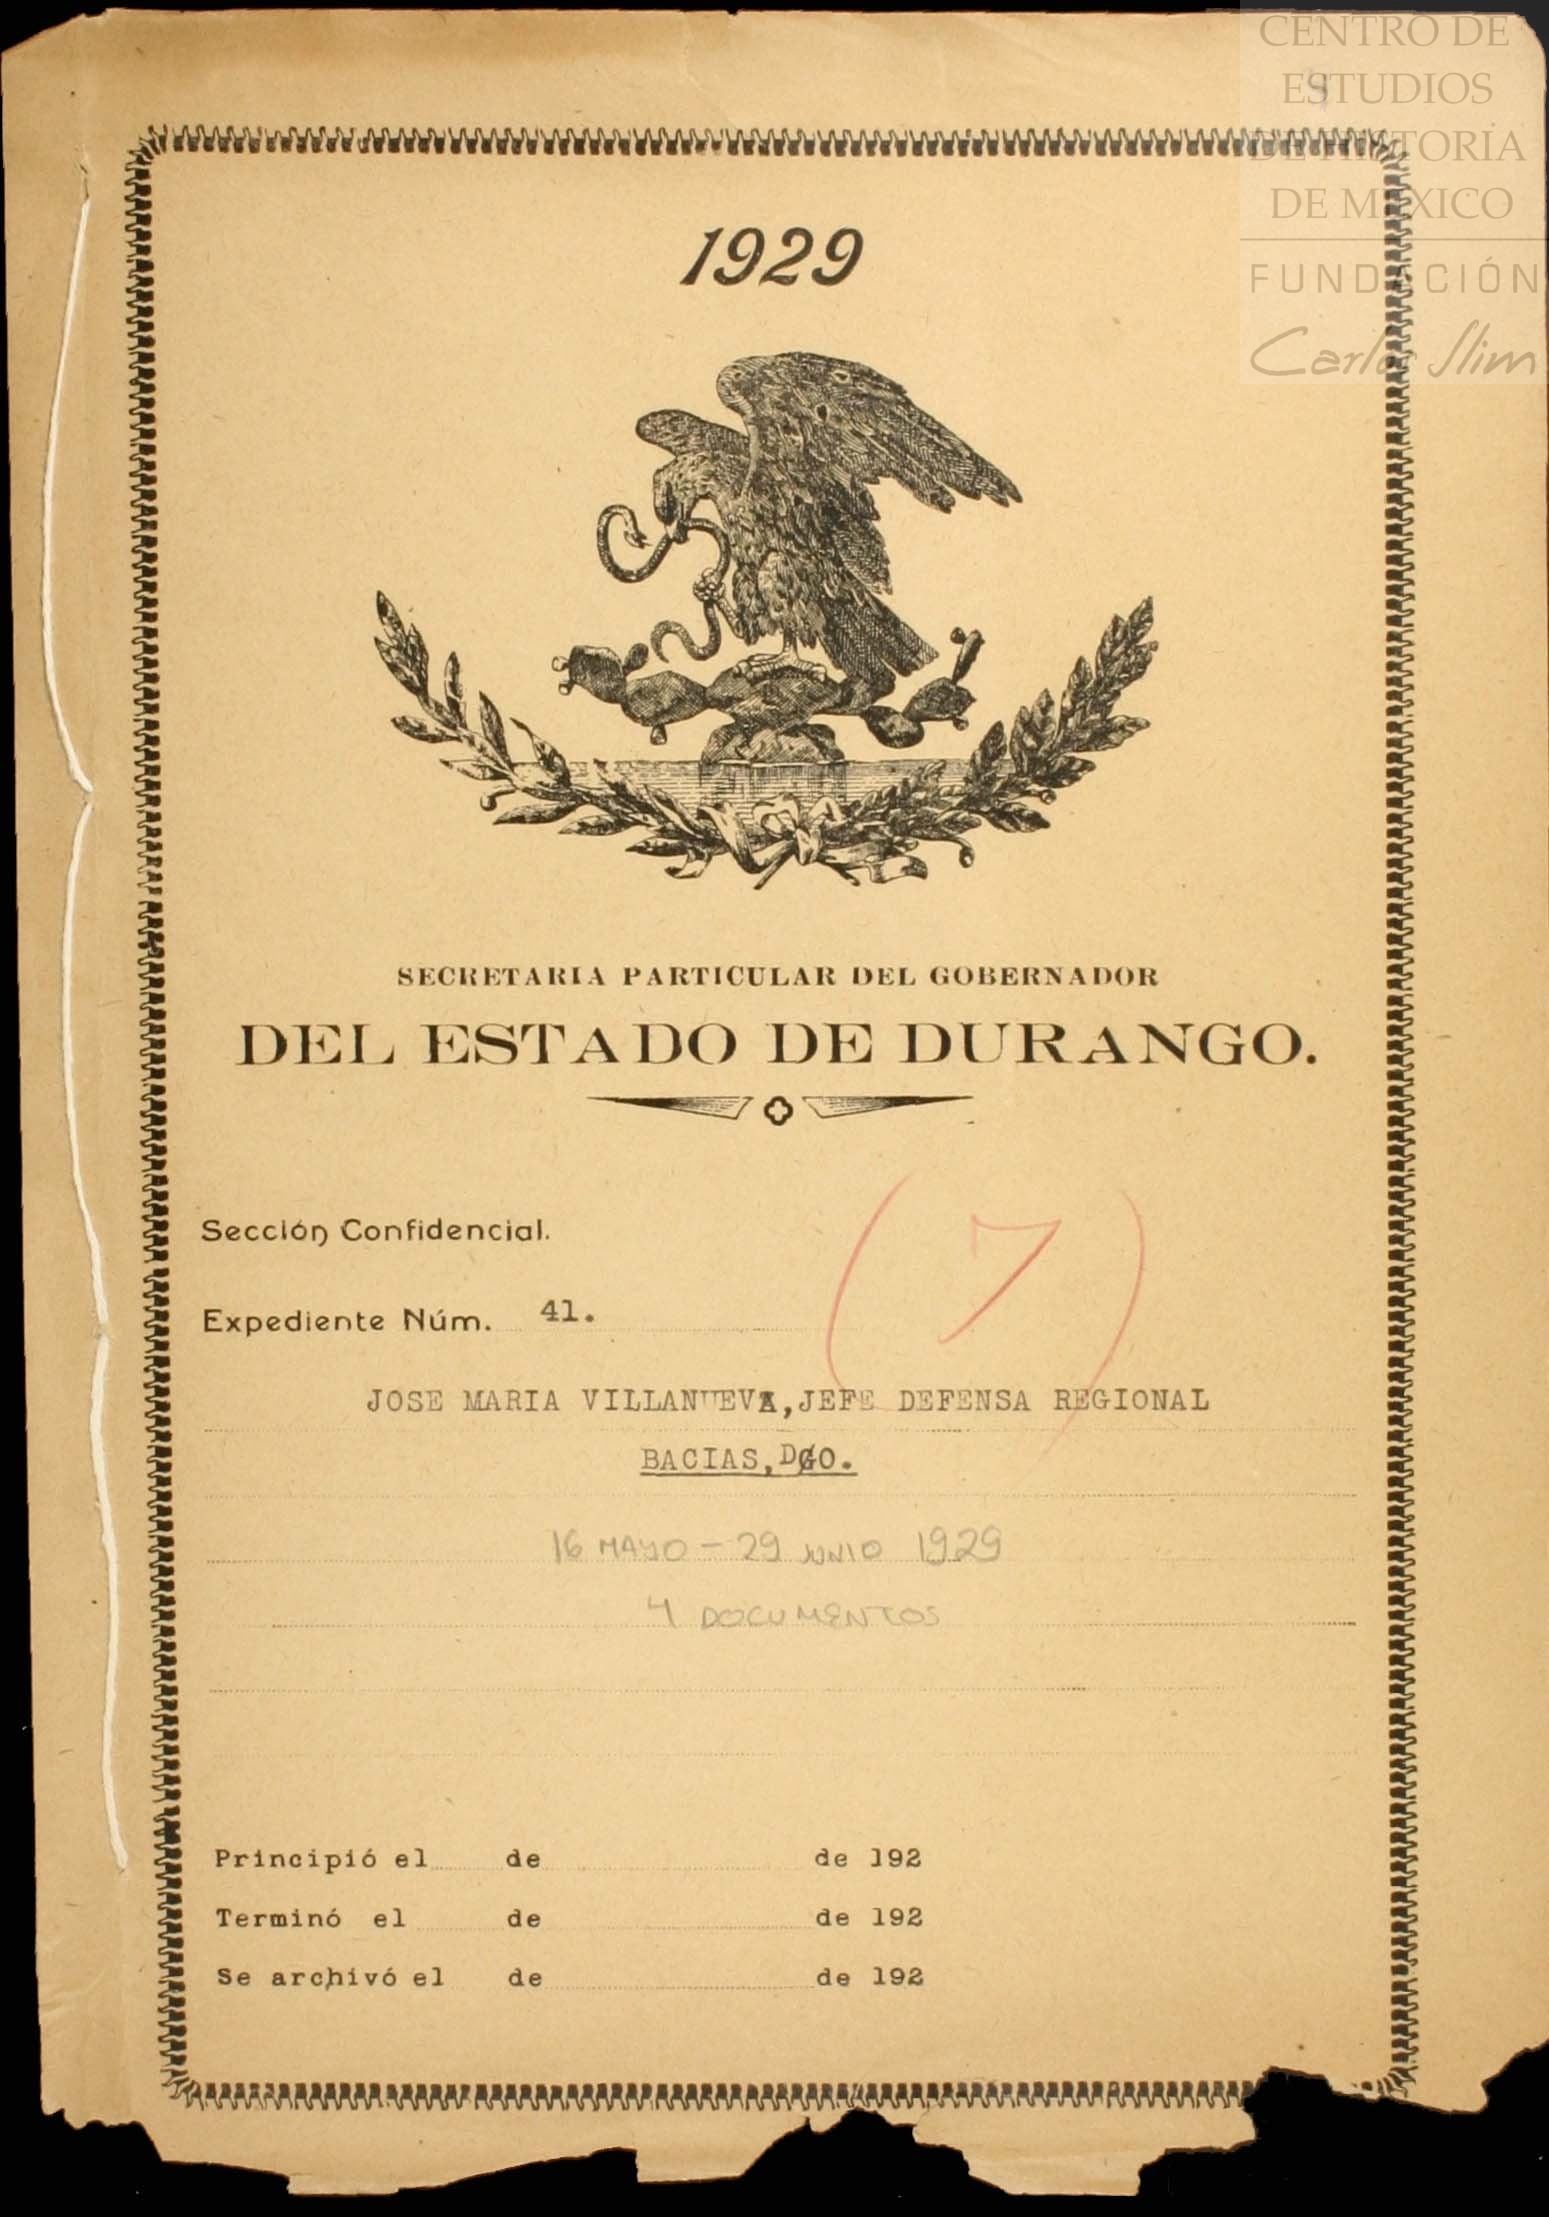 CENTRO DE
ESTUDIOS
DE HISTORIA
DE MÉXICO
FUNDACIÓN
Carlos Slim
1929
SECRETARIA PARTICULAR DEL GOBERNADOR
DEL ESTADO DE DURANGO.
Sección Confidencial.
(7)
Expediente Núm. 41.
JOSE MARIA VILLANUEVA, JEFE DEFENSA REGIONAL
BACIAS, DGO.
16 MAYO - 29 JUNIO 1929
4 DOCUMENTOS
Principió el de de 192
Terminó el de de 192
Se archivó el de de 192